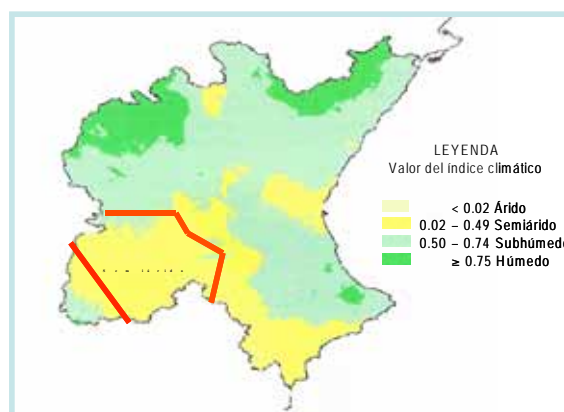 LEYENDA
Valor del índice climático
< 0.02 Árido
0.02 – 0.49 Semiárido
0.50 – 0.74 Subhúmedo
≥ 0.75 Húmedo